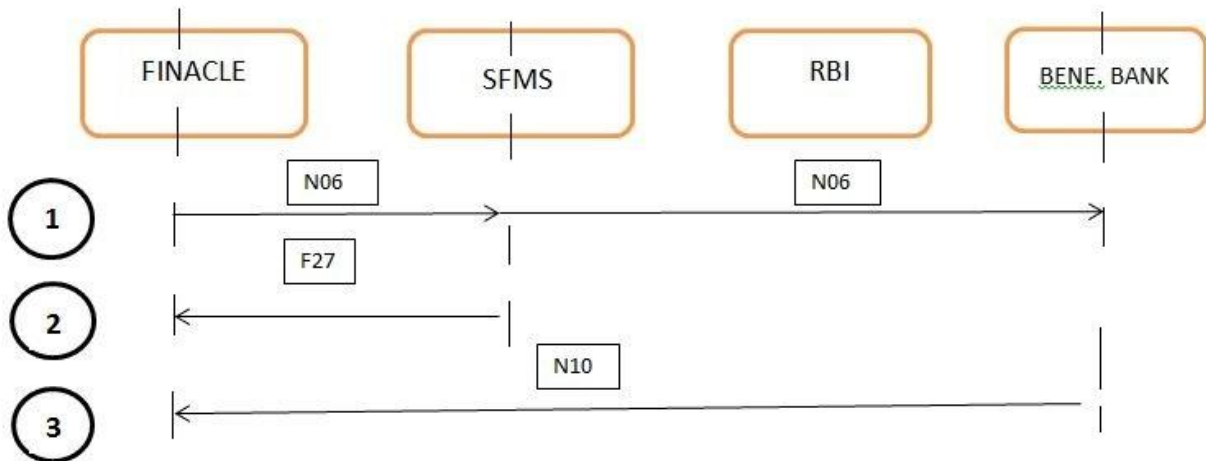 FINACLE
SFMS
RBI
BENE. BANK
N06
N06
1
F27
2
N10
3